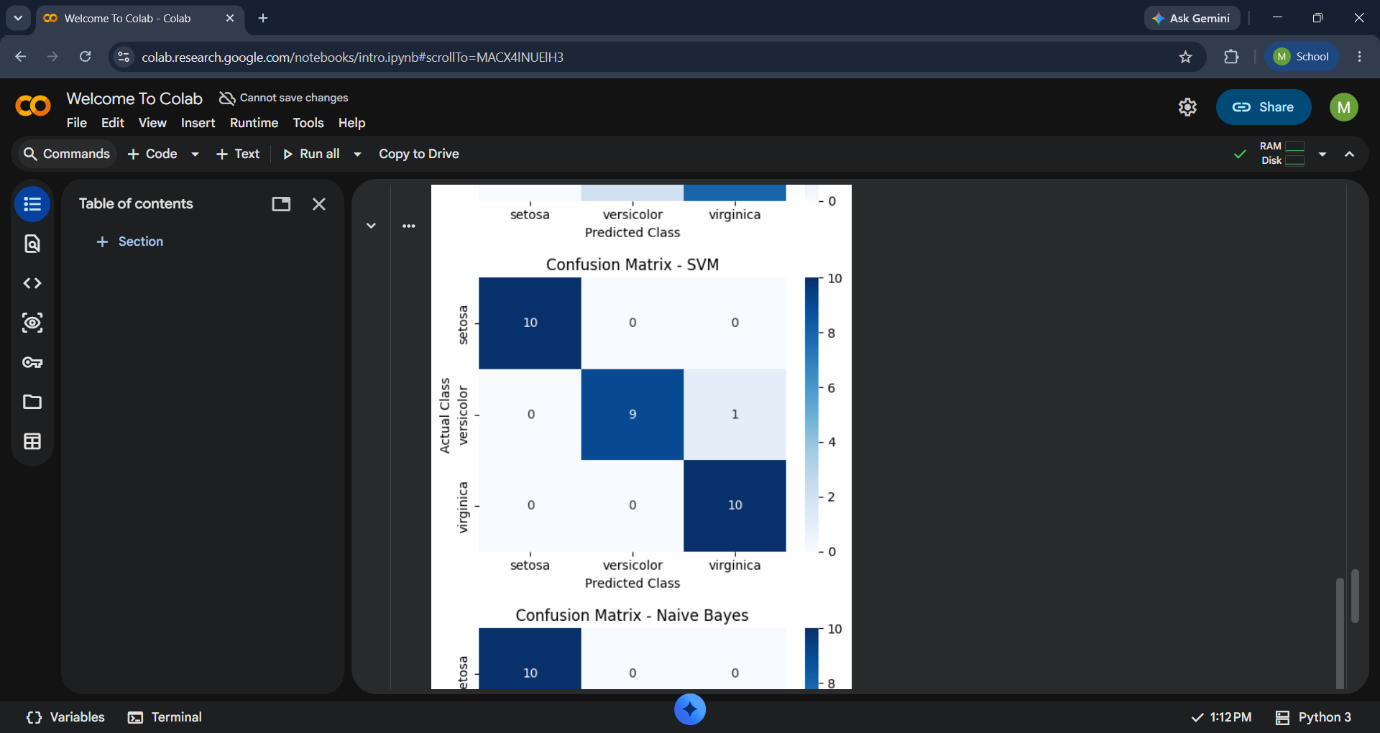 Welcome To Colab - Colab
Ask Gemini
colab.research.google.com/notebooks/intro.ipynb#scrollTo=MACX4lNUElH3
M School
Welcome To Colab
Cannot save changes
File Edit View Insert Runtime Tools Help
Share
M
Commands + Code + Text Run all Copy to Drive
RAM
Disk
Table of contents
+ Section
0
setosa versicolor virginica
Predicted Class
Confusion Matrix - SVM
Actual Class
setosa 10 0 0
versicolor 0 9 1
virginica 0 0 10
10
8
6
4
2
0
setosa versicolor virginica
Predicted Class
Confusion Matrix - Naive Bayes
10 0 0
10
8
Variables Terminal
1:12 PM Python 3